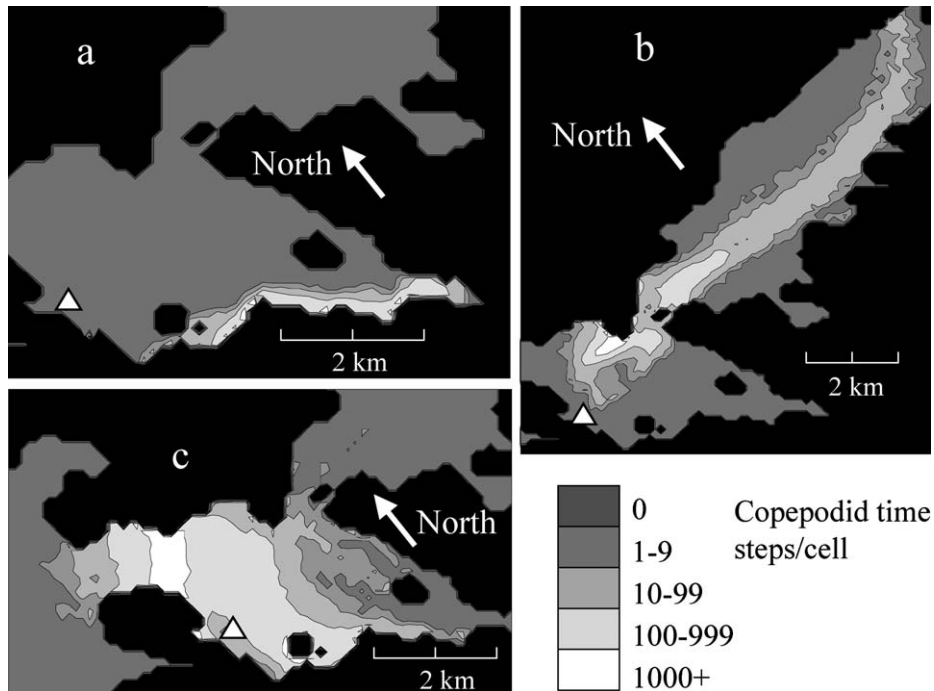 a
North
2 km
b
North
2 km
c
North
2 km
0
1-9
10-99
100-999
1000+
Copepodid time
steps/cell